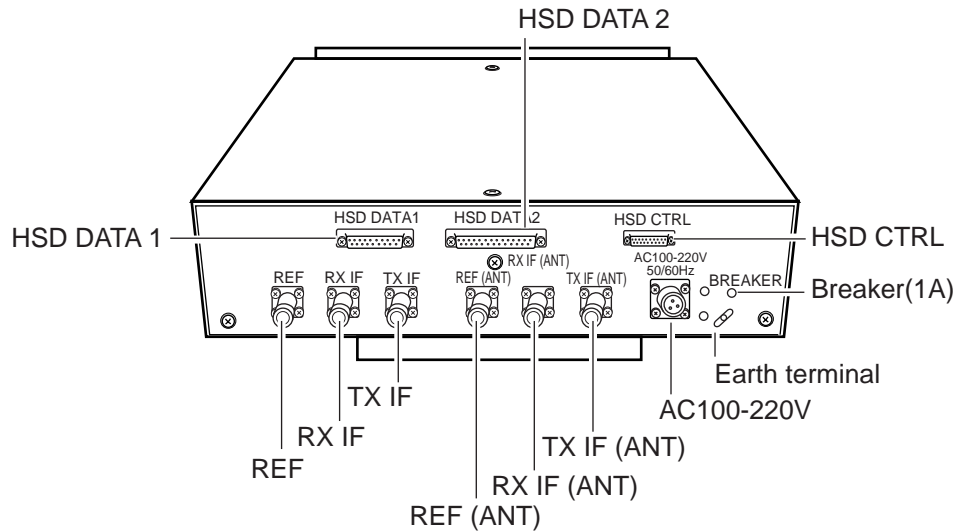 HSD DATA 2
HSD DATA1 HSD DATA2 HSD CTRL
HSD DATA 1
HSD CTRL
RX IF (ANT)
AC100-220V
50/60Hz
REF RX IF TX IF REF (ANT) TX IF (ANT) BREAKER
Breaker(1A)
Earth terminal
AC100-220V
TX IF
RX IF
REF
TX IF (ANT)
RX IF (ANT)
REF (ANT)